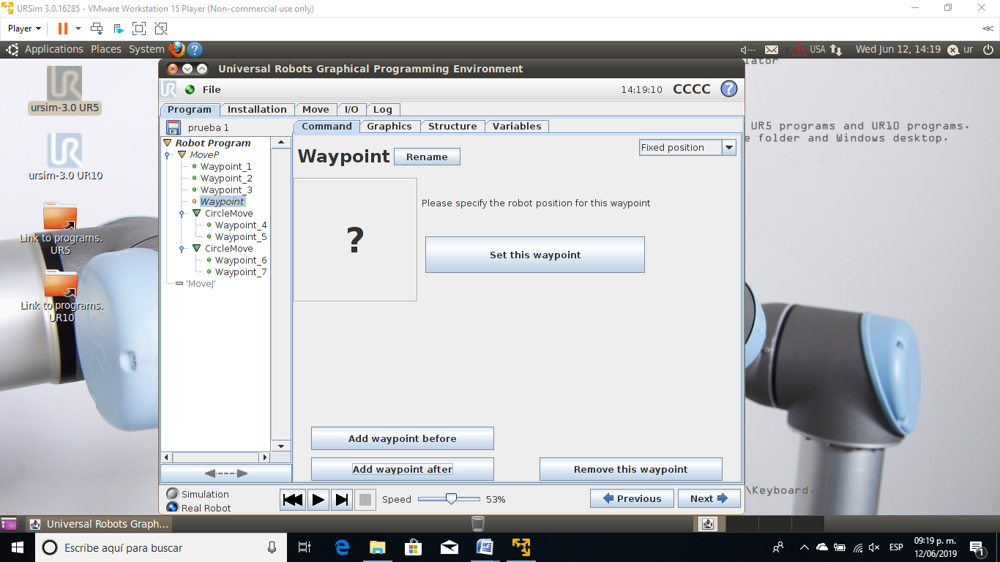 URSim 3.0.16285 - VMware Workstation 15 Player (Non-commercial use only)
Player
Applications Places System ? USA Wed Jun 12, 14:19 ur
Universal Robots Graphical Programming Environment
UR File 14:19:10 CCCC ?
Program Installation Move I/O Log
prueba 1
Command Graphics Structure Variables
Robot Program
MoveP
Waypoint_1
Waypoint_2
Waypoint_3
Waypoint
CircleMove
Waypoint_4
Waypoint_5
CircleMove
Waypoint_6
Waypoint_7
'MoveJ'
Waypoint Rename Fixed position
Please specify the robot position for this waypoint
?
Set this waypoint
Add waypoint before
Add waypoint after Remove this waypoint
Simulation
Real Robot
Speed 53% Previous Next
UR
ursim-3.0 UR5
UR
ursim-3.0 UR10
Link to programs.
UR5
Link to programs.
UR10
lator
UR5 programs and UR10 programs.
e folder and Windows desktop.
\Keyboard.
Universal Robots Graph...
Escribe aquí para buscar
ESP 09:19 p. m.
12/06/2019
1